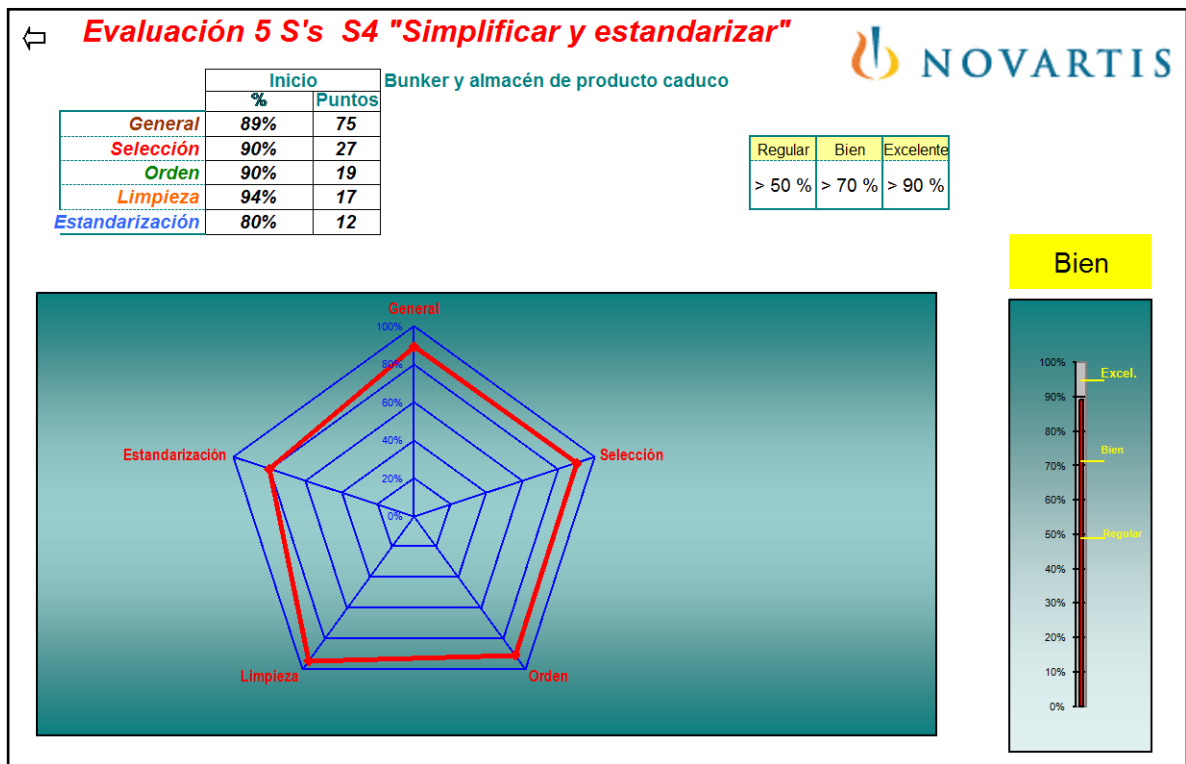 Evaluación 5 S's S4 "Simplificar y estandarizar"
NOVARTIS
Inicio
Bunker y almacén de producto caduco
% Puntos
General 89% 75
Selección 90% 27
Orden 90% 19
Limpieza 94% 17
Estandarización 80% 12
Regular Bien Excelente
> 50 % > 70 % > 90 %
Bien
General
100%
80%
60%
40%
20%
0%
Estandarización
Selección
Limpieza
Orden
100%
Excel.
90%
80%
Bien
70%
60%
50%
Regular
40%
30%
20%
10%
0%